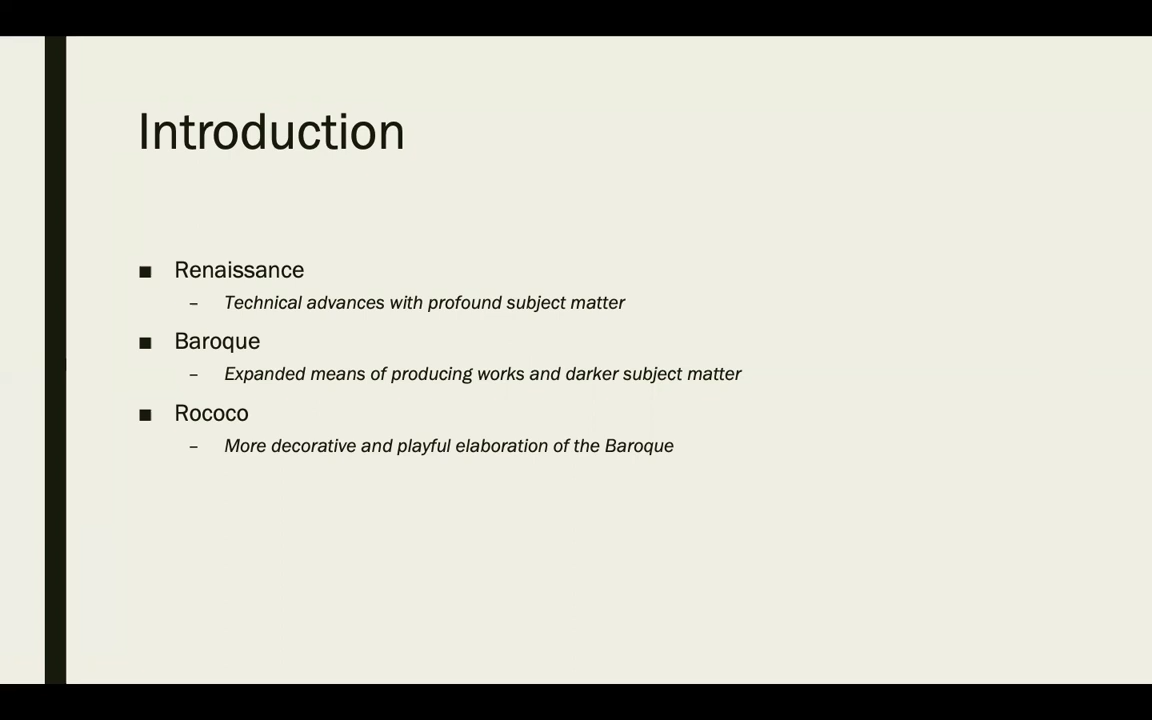 Introduction
■ Renaissance
– Technical advances with profound subject matter
■ Baroque
– Expanded means of producing works and darker subject matter
■ Rococo
– More decorative and playful elaboration of the Baroque